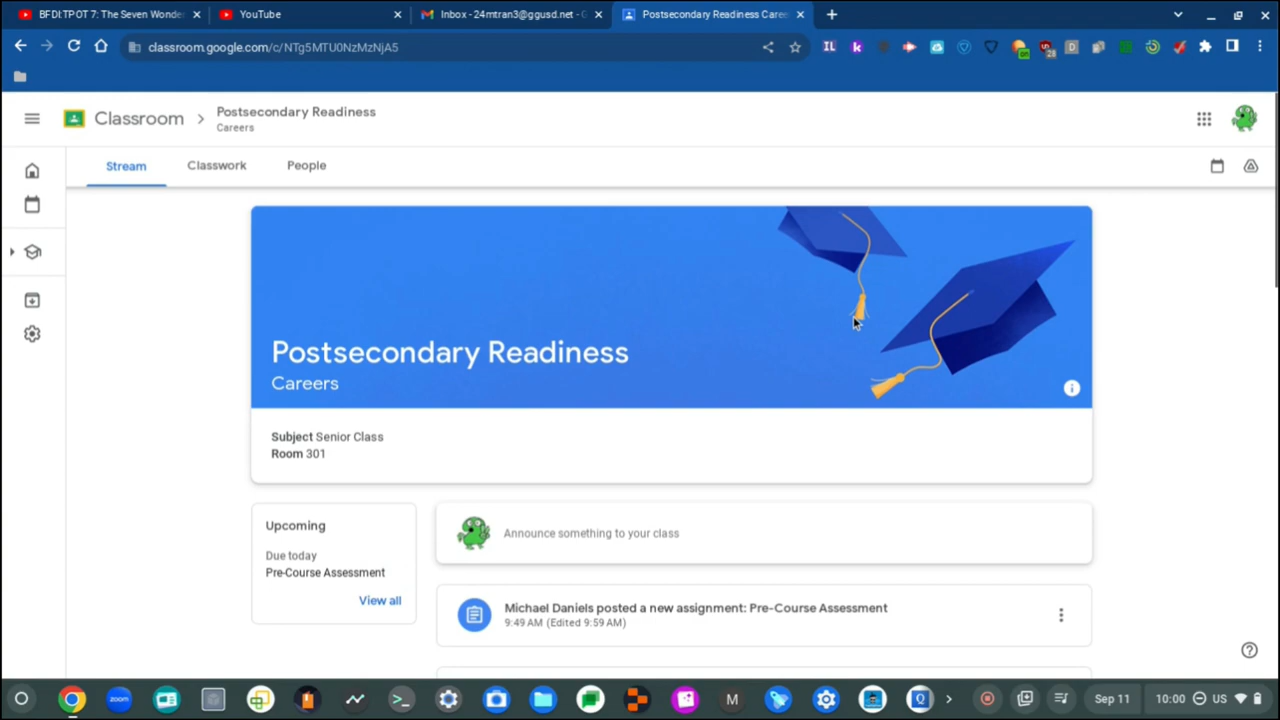 BFDI:TPOT 7: The Seven Wonde
YouTube
Inbox - 24mtran3@ggusd.net - G
Postsecondary Readiness Caree
classroom.google.com/c/NTg5MTU0NzMzNjA5
Classroom
Postsecondary Readiness
Careers
Stream
Classwork
People
Postsecondary Readiness
Careers
Subject Senior Class
Room 301
Upcoming
Due today
Pre-Course Assessment
View all
Announce something to your class
Michael Daniels posted a new assignment: Pre-Course Assessment
9:49 AM (Edited 9:59 AM)
zoom
M
Q
Sep 11
10:00
US